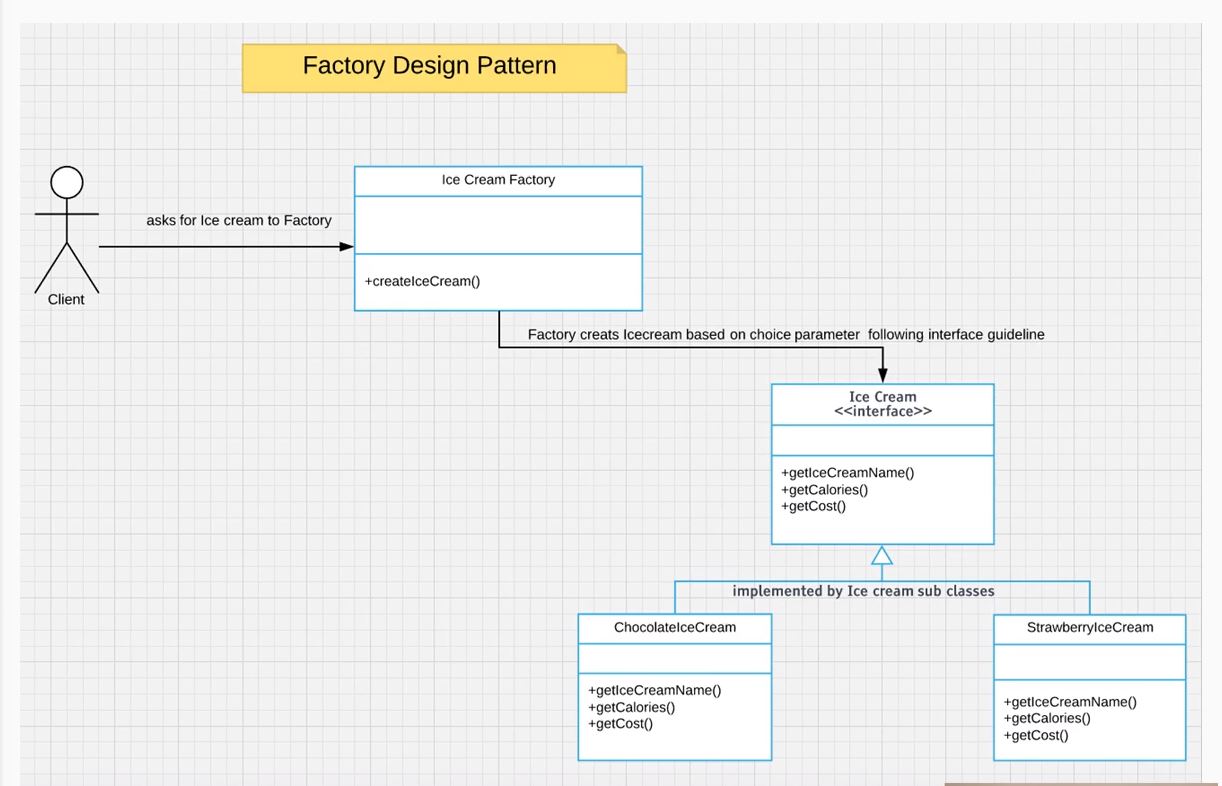 Factory Design Pattern
Ice Cream Factory
asks for Ice cream to Factory
+createIceCream()
Client
Factory creats Icecream based on choice parameter following interface guideline
Ice Cream
<<interface>>
+getIceCreamName()
+getCalories()
+getCost()
implemented by Ice cream sub classes
ChocolateIceCream
+getIceCreamName()
+getCalories()
+getCost()
StrawberryIceCream
+getIceCreamName()
+getCalories()
+getCost()